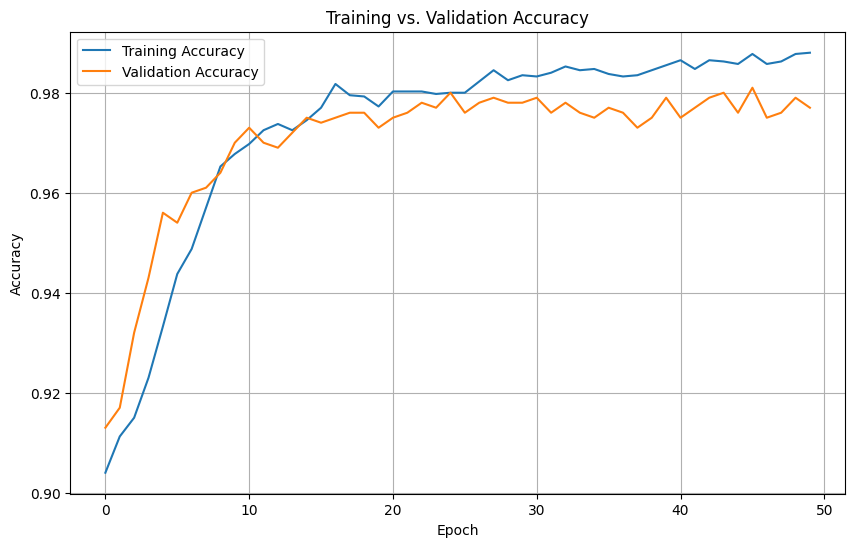 Training vs. Validation Accuracy
Training Accuracy
Validation Accuracy
0.98
0.96
0.94
0.92
0.90
Accuracy
0
10
20
30
40
50
Epoch